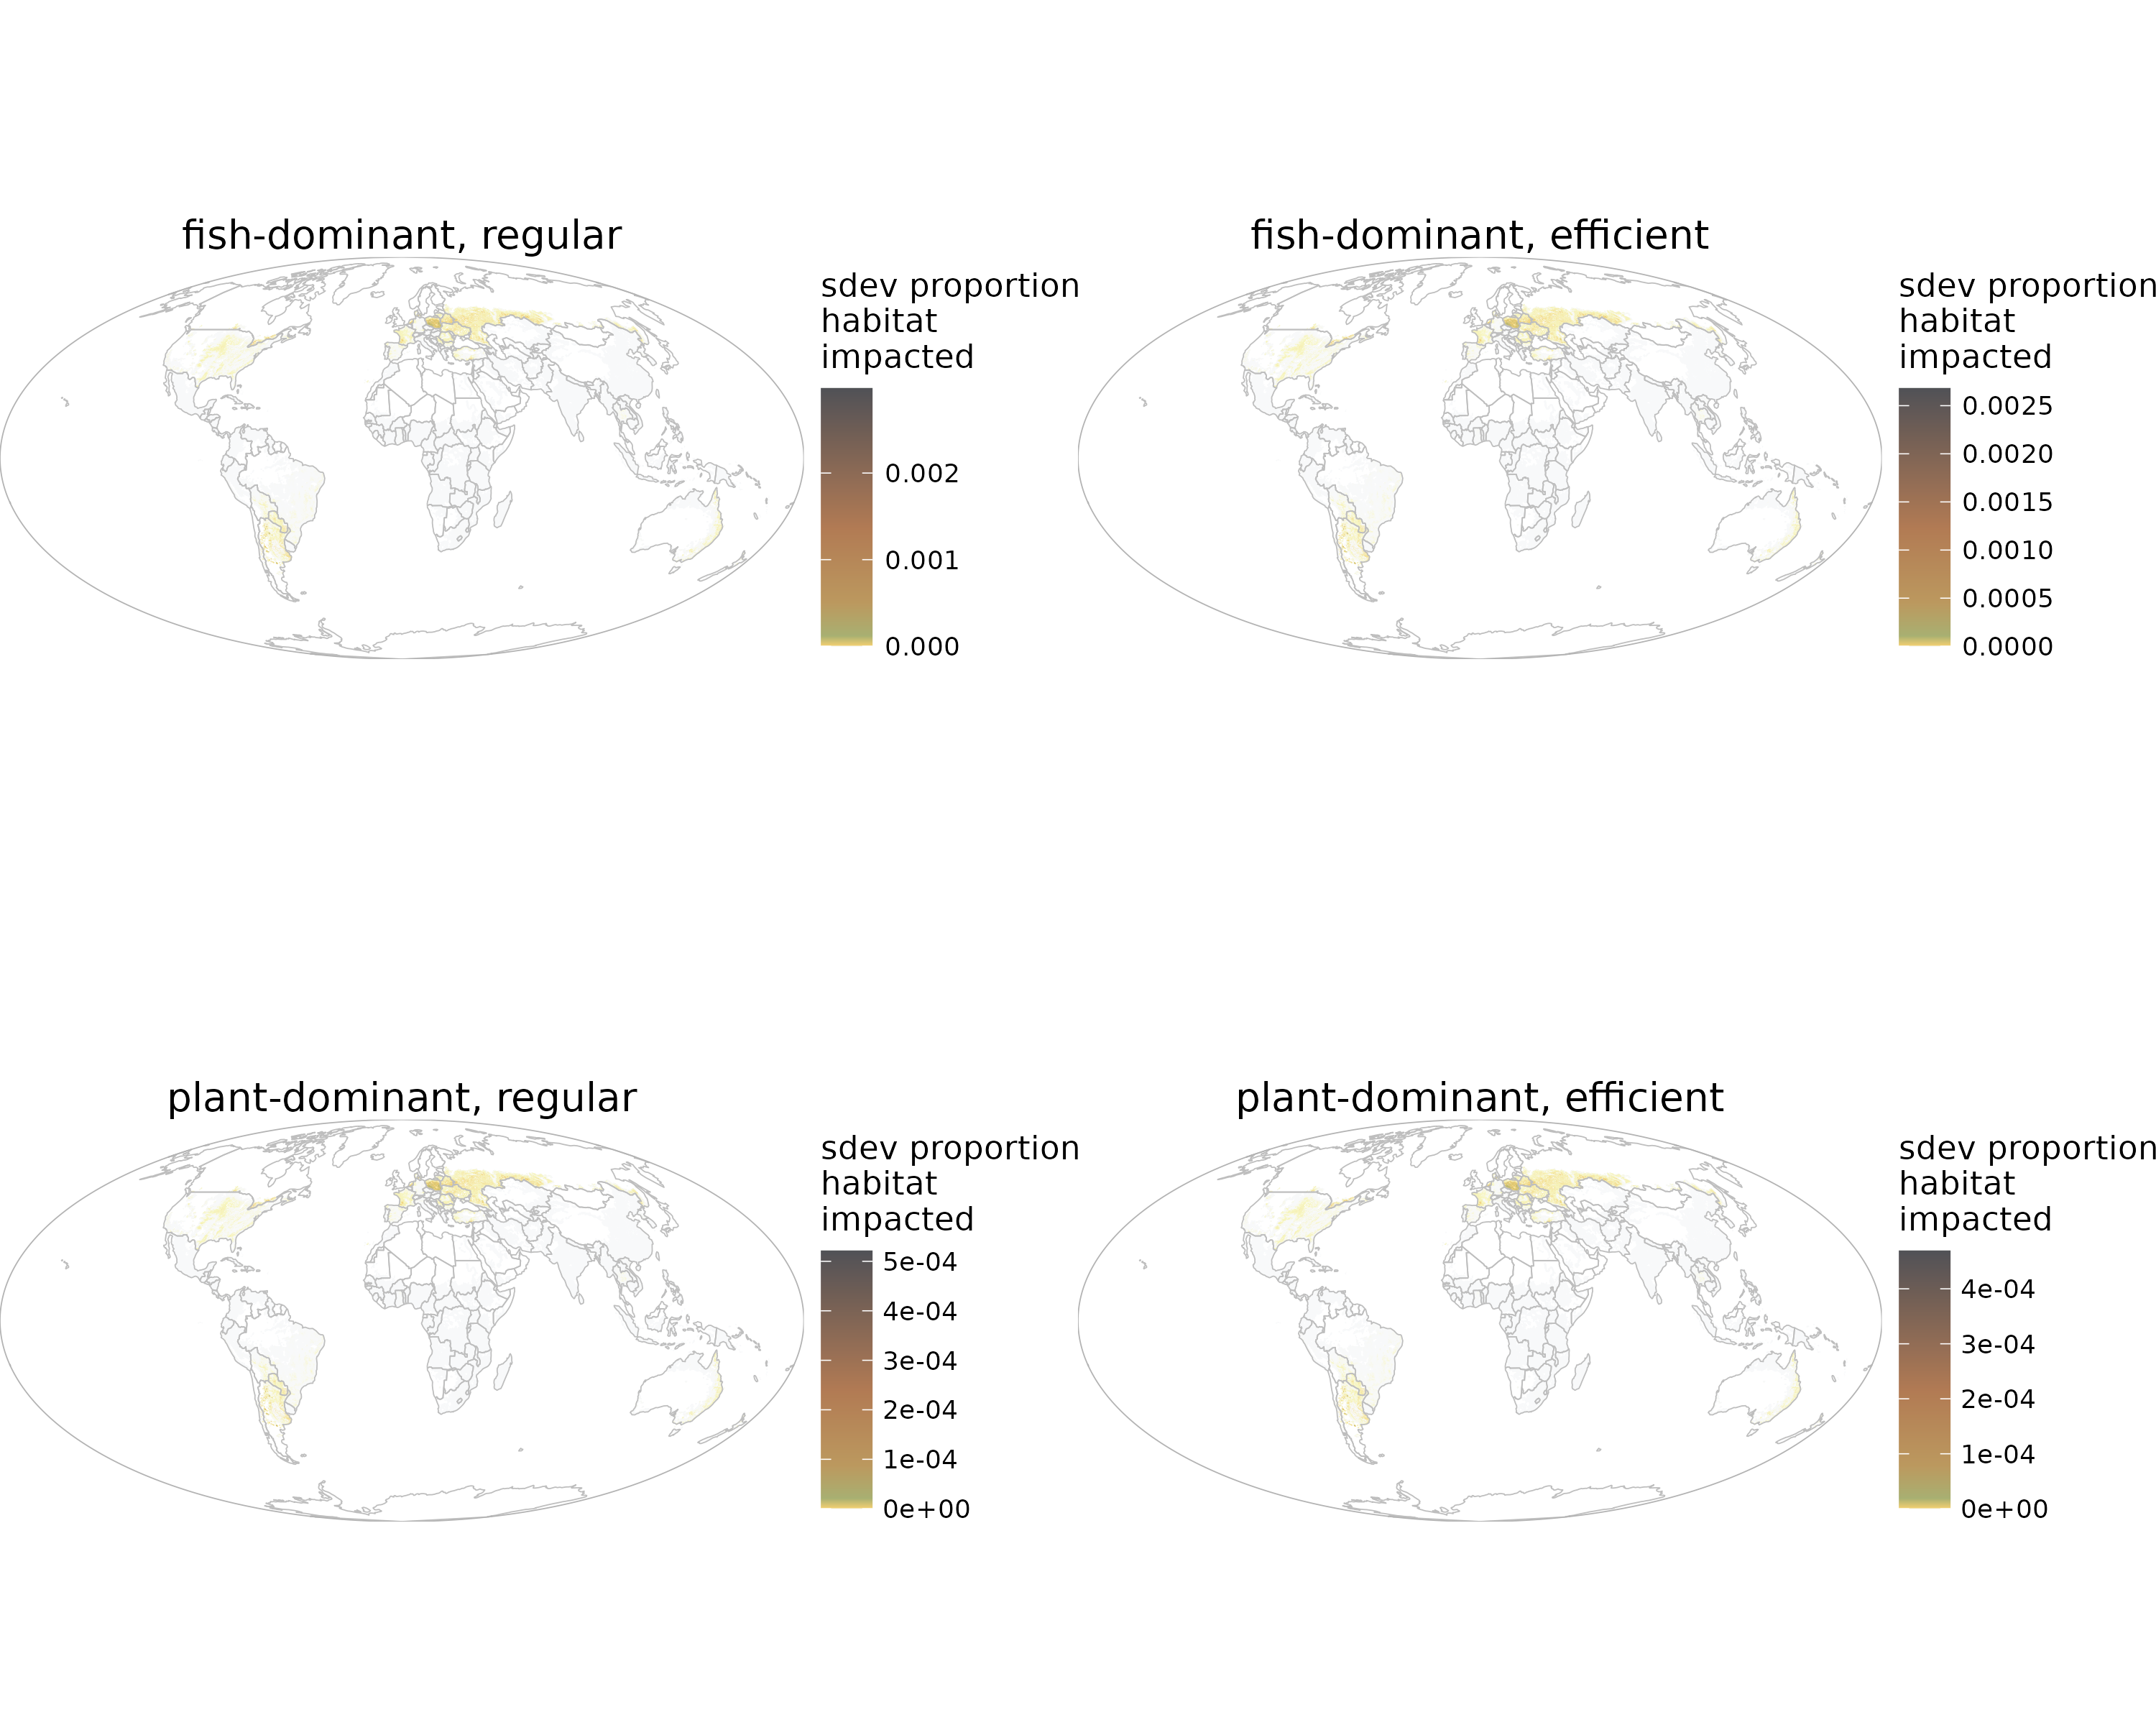 fish-dominant, regular
sdev proportion
habitat
impacted
0.002
0.001
0.000
fish-dominant, efficient
sdev proportion
habitat
impacted
0.0025
0.0020
0.0015
0.0010
0.0005
0.0000
plant-dominant, regular
sdev proportion
habitat
impacted
5e-04
4e-04
3e-04
2e-04
1e-04
0e+00
plant-dominant, efficient
sdev proportion
habitat
impacted
4e-04
3e-04
2e-04
1e-04
0e+00